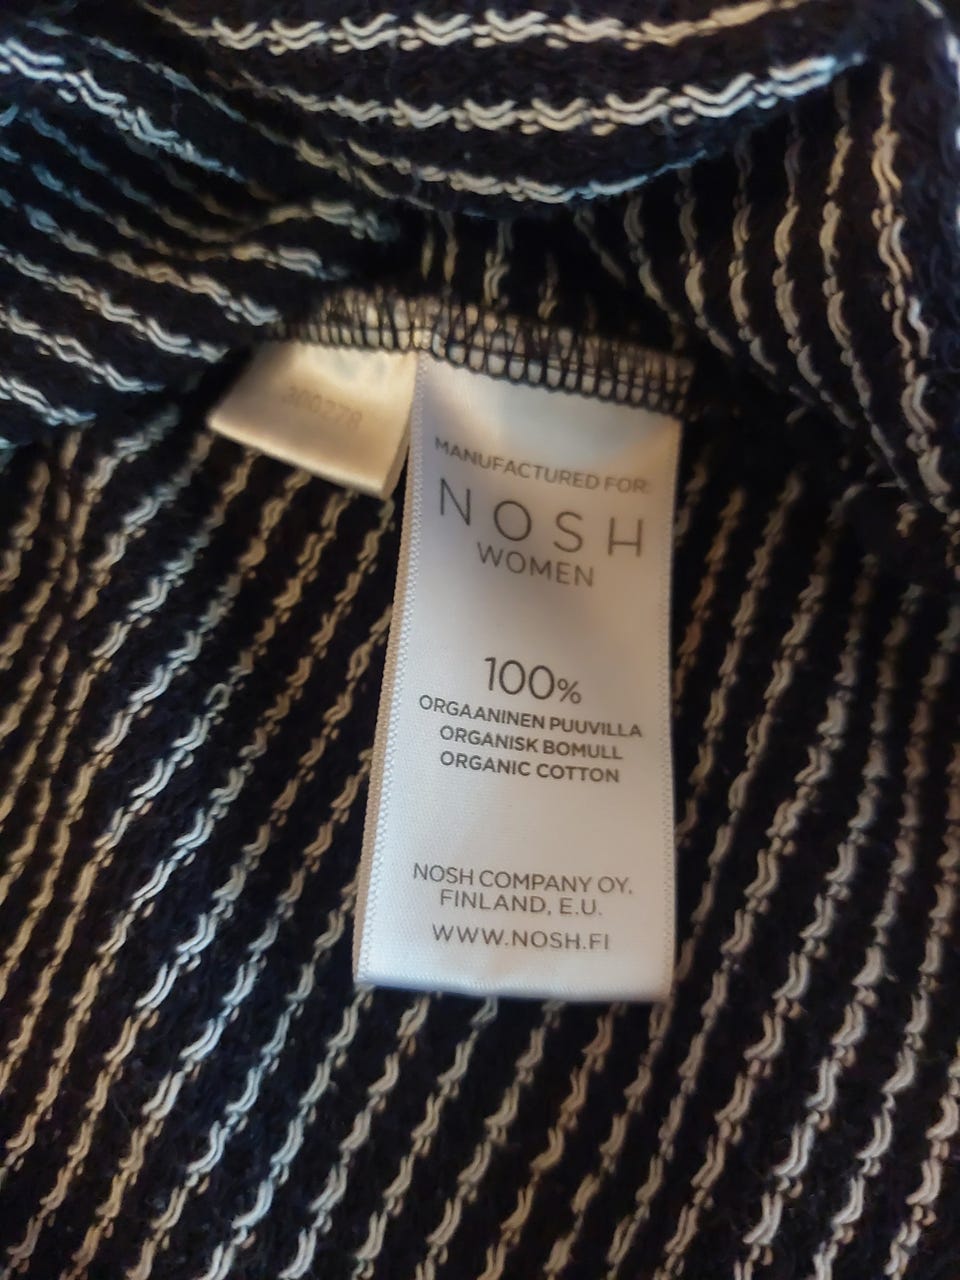 MANUFACTURED FOR:
NOSH
WOMEN
100%
ORGAANINEN PUUVILLA
ORGANISK BOMULL
ORGANIC COTTON
NOSH COMPANY OY,
FINLAND, E.U.
WWW.NOSH.FI